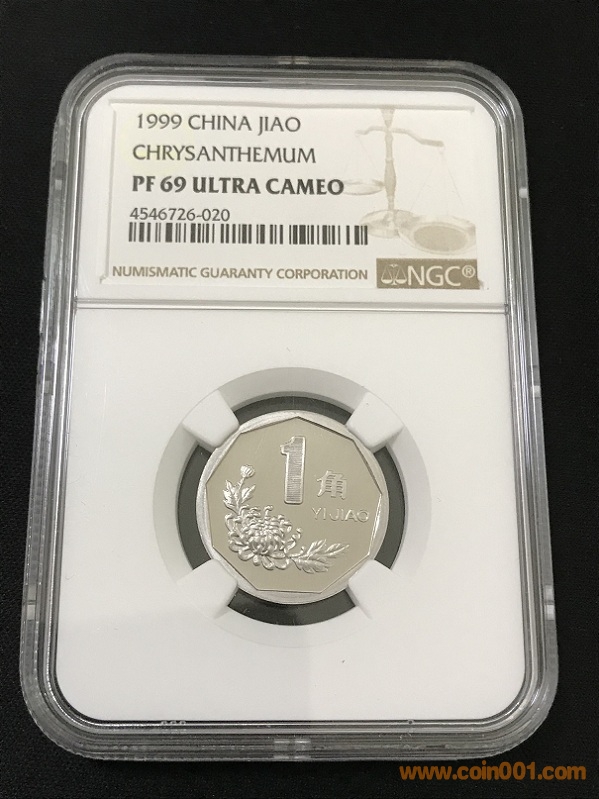 1999 CHINA JIAO
CHRYSANTHEMUM
PF 69 ULTRA CAMEO
4546726-020
NUMISMATIC GUARANTY CORPORATION NGC®
1角
YI JIAO
www.coin001.com